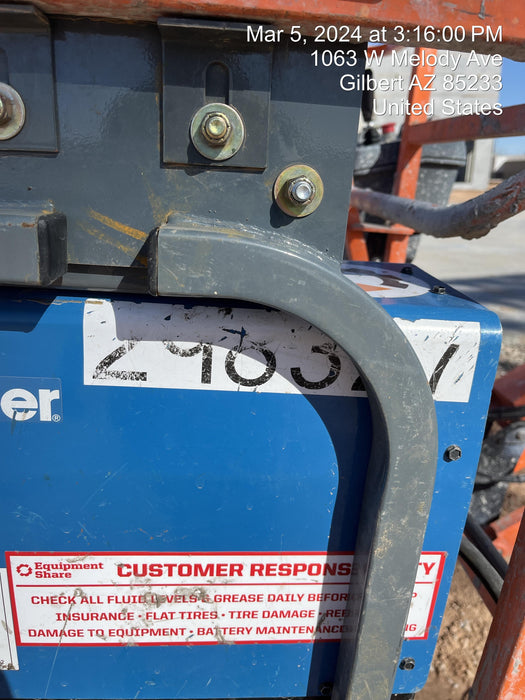 Mar 5, 2024 at 3:16:00 PM
1063 W Melody Ave
Gilbert AZ 85233
United States
er®
Equipment
Share
CUSTOMER RESPONS TY
CHECK ALL FLUID LEVELS & GREASE DAILY BEFOR P
INSURANCE · FLAT TIRES · TIRE DAMAGE ·
DAMAGE TO EQUIPMENT · BATTERY MAINTENANC NG